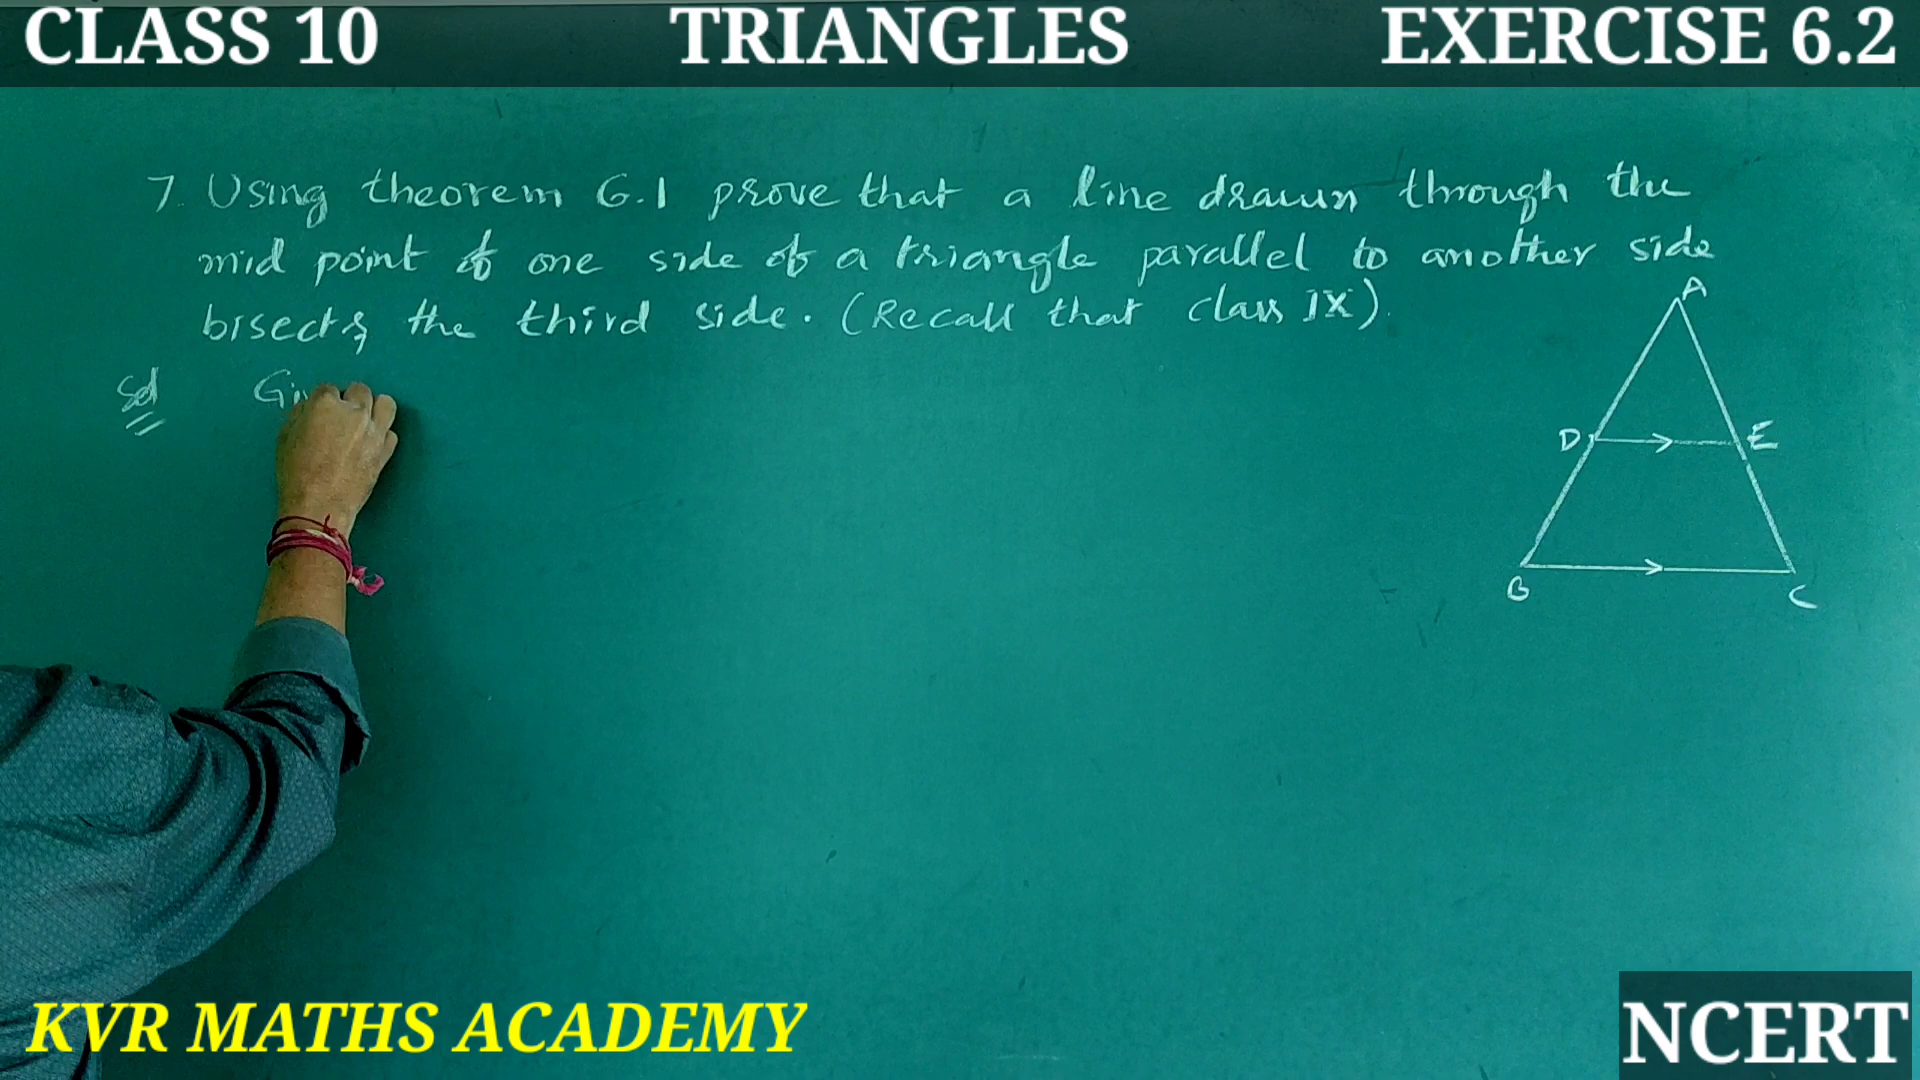 CLASS 10 TRIANGLES EXERCISE 6.2
7. Using theorem 6.1 prove that a line drawn through the
mid point of one side of a triangle parallel to another side
bisects the third side. (Recall that class IX).
A
Sol
D E
B C
KVR MATHS ACADEMY
NCERT